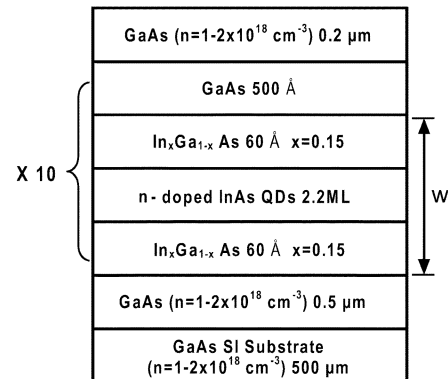 GaAs (n=1-2x10¹⁸ cm⁻³) 0.2 µm
GaAs 500 Å
InₓGa₁₋ₓ As 60 Å x=0.15
X 10
n- doped InAs QDs 2.2ML
W
InₓGa₁₋ₓ As 60 Å x=0.15
GaAs (n=1-2x10¹⁸ cm⁻³) 0.5 µm
GaAs SI Substrate
(n=1-2x10¹⁸ cm⁻³) 500 µm